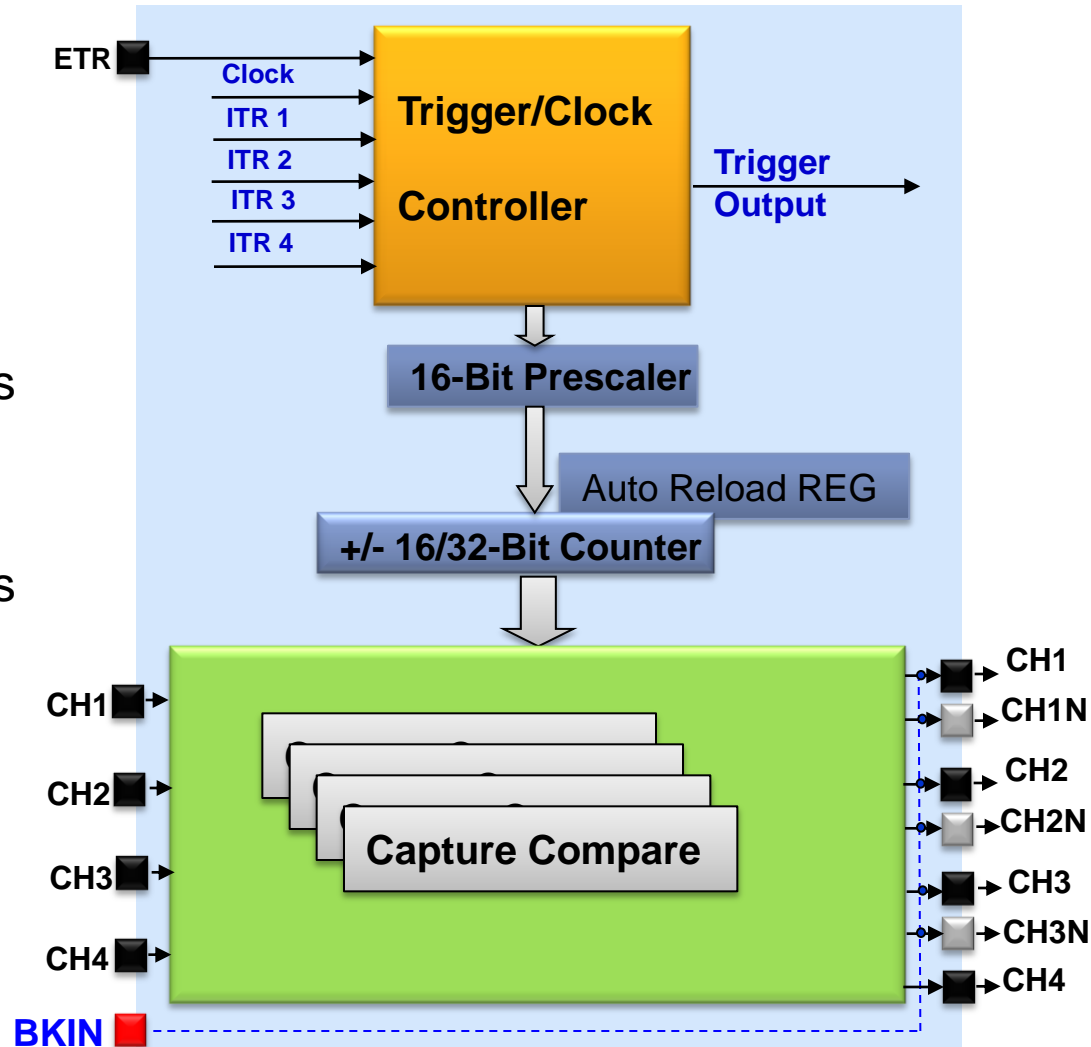 ETR
Clock
ITR 1
ITR 2
ITR 3
ITR 4
Trigger/Clock
Controller
Trigger
Output
16-Bit Prescaler
s
Auto Reload REG
+/- 16/32-Bit Counter
s
CH1
CH2
CH3
CH4
BKIN
Capture Compare
CH1
CH1N
CH2
CH2N
CH3
CH3N
CH4